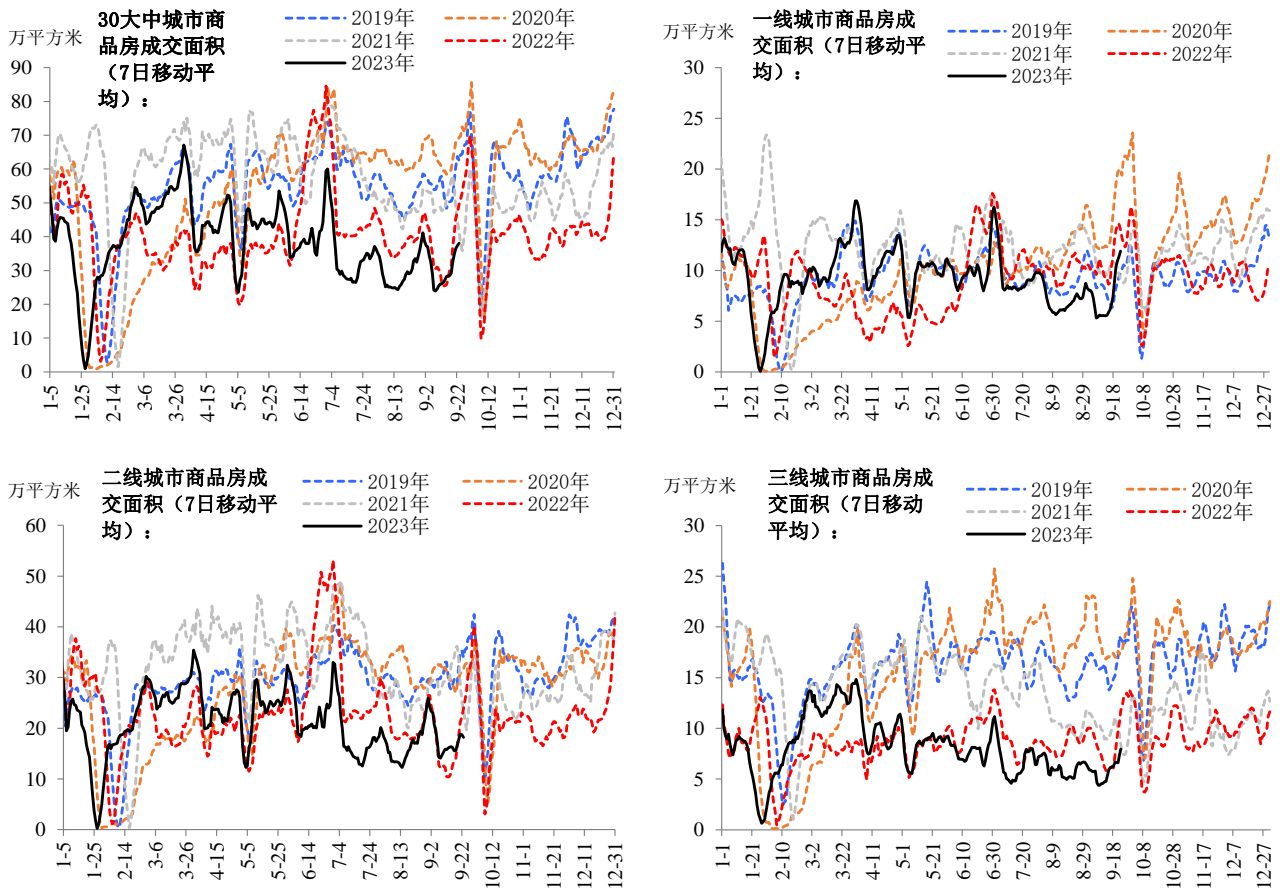 30大中城市商
品房成交面积
（7日移动平
均）：
万平方米
2019年
2020年
2021年
2022年
2023年
90
80
70
60
50
40
30
20
10
0
1-5
1-25
2-14
3-6
3-26
4-15
5-5
5-25
6-14
7-4
7-24
8-13
9-2
9-22
10-12
11-1
11-21
12-11
12-31
一线城市商品房成
交面积（7日移动平
均）：
万平方米
2019年
2020年
2021年
2022年
2023年
30
25
20
15
10
5
0
1-1
1-21
2-10
3-2
3-22
4-11
5-1
5-21
6-10
6-30
7-20
8-9
8-29
9-18
10-8
10-28
11-17
12-7
12-27
二线城市商品房成
交面积（7日移动平
均）：
万平方米
2019年
2020年
2021年
2022年
2023年
60
50
40
30
20
10
0
1-5
1-25
2-14
3-6
3-26
4-15
5-5
5-25
6-14
7-4
7-24
8-13
9-2
9-22
10-12
11-1
11-21
12-11
12-31
三线城市商品房成
交面积（7日移动
平均）：
万平方米
2019年
2020年
2021年
2022年
2023年
30
25
20
15
10
5
0
1-1
1-21
2-10
3-2
3-22
4-11
5-1
5-21
6-10
6-30
7-20
8-9
8-29
9-18
10-8
10-28
11-17
12-7
12-27